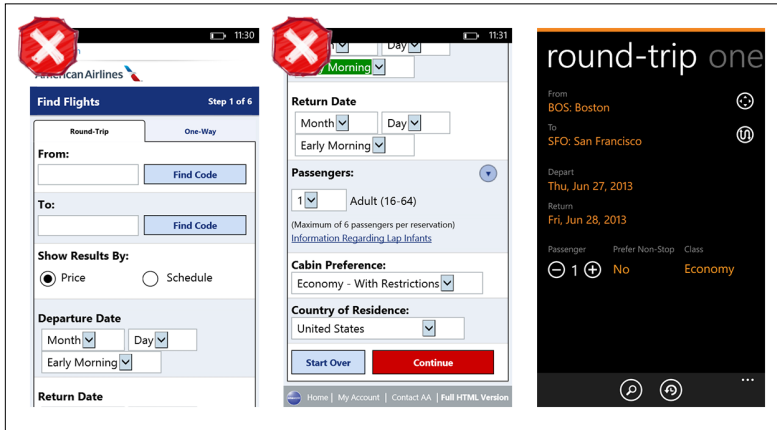 11:30
American Airlines
Find Flights Step 1 of 6
Round-Trip One-Way
From:
Find Code
To:
Find Code
Show Results By:
Price Schedule
Departure Date
Month Day
Early Morning
Return Date
11:31
Day
Morning
Return Date
Month Day
Early Morning
Passengers:
1 Adult (16-64)
(Maximum of 6 passengers per reservation)
Information Regarding Lap Infants
Cabin Preference:
Economy - With Restrictions
Country of Residence:
United States
Start Over Continue
Home | My Account | Contact AA | Full HTML Version
round-trip one
From
BOS: Boston
To
SFO: San Francisco
Depart
Thu, Jun 27, 2013
Return
Fri, Jun 28, 2013
Passenger Prefer Non-Stop Class
1 No Economy